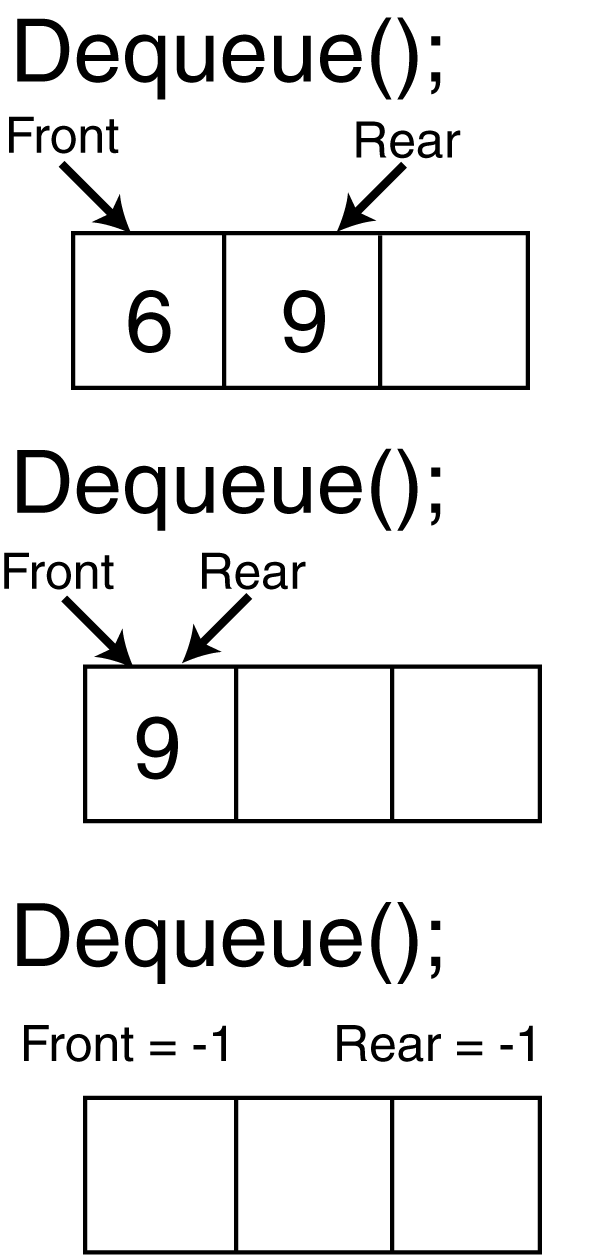 Dequeue();
Front Rear
6 9
Dequeue();
Front Rear
9
Dequeue();
Front = -1 Rear = -1